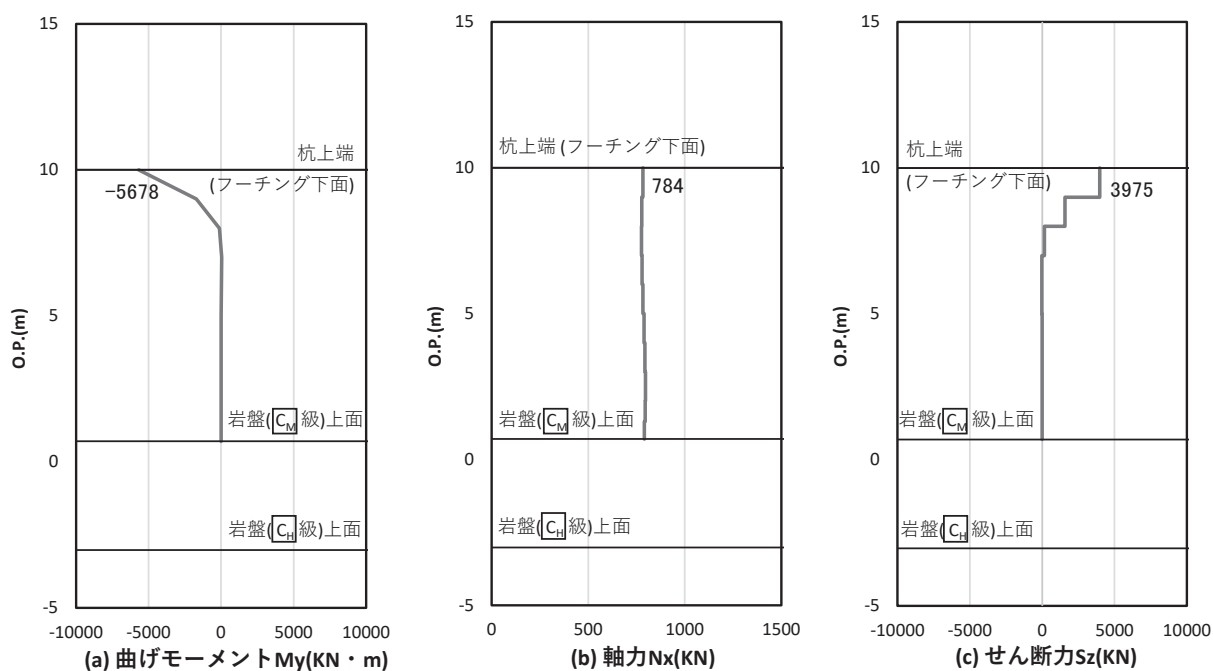 15
10
5
0
-5
O.P.(m)
杭上端
(フーチング下面)
−5678
岩盤(CM級)上面
岩盤(CH級)上面
-10000 -5000 0 5000 10000
(a) 曲げモーメントMy(KN・m)
15
10
5
0
-5
O.P.(m)
杭上端 (フーチング下面)
784
岩盤(CM級)上面
岩盤(CH級)上面
0 500 1000 1500
(b) 軸力Nx(KN)
15
10
5
0
-5
O.P.(m)
杭上端
(フーチング下面)
3975
岩盤(CM級)上面
岩盤(CH級)上面
-10000 -5000 0 5000 10000
(c) せん断力Sz(KN)